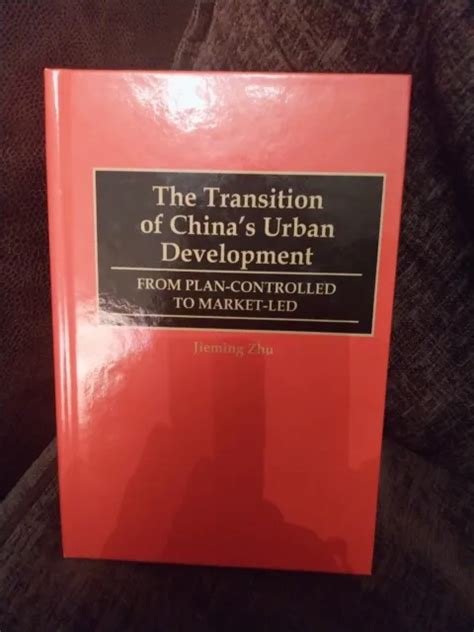 The Transition
of China's Urban
Development
FROM PLAN-CONTROLLED
TO MARKET-LED
Jieming Zhu